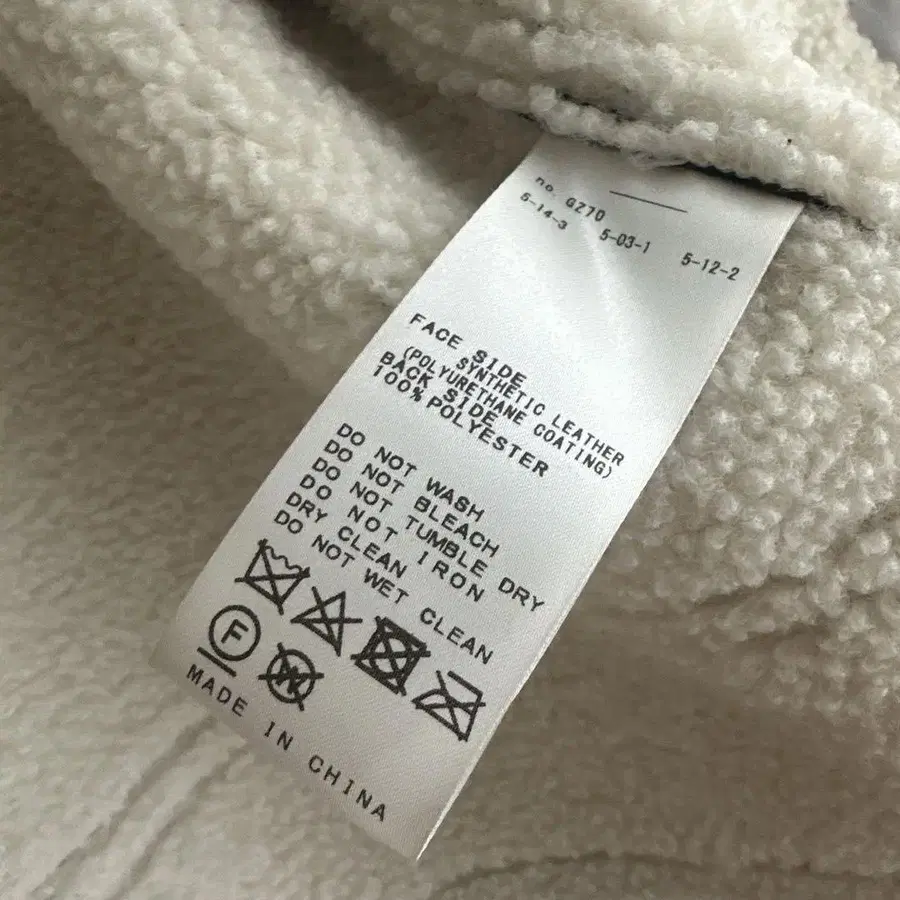 no. GZ70
5-14-3 5-03-1 5-12-2
FACE SIDE
SYNTHETIC LEATHER
(POLYURETHANE COATING)
BACK SIDE
100% POLYESTER
DO NOT WASH
DO NOT BLEACH
DO NOT TUMBLE DRY
DO NOT IRON
DRY CLEAN
DO NOT WET CLEAN
F
W
MADE IN CHINA